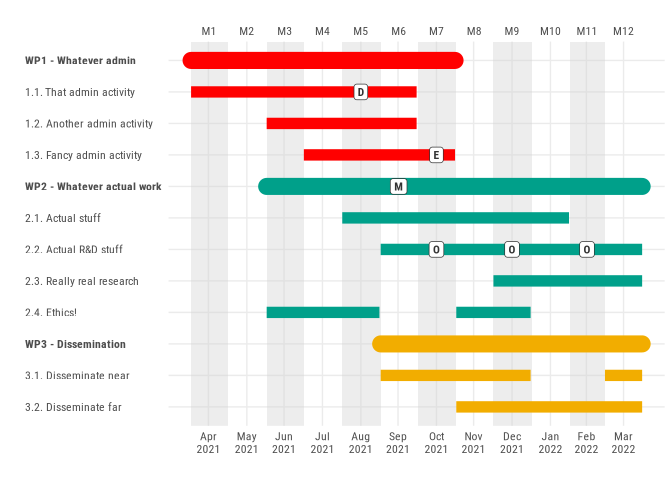 M1 M2 M3 M4 M5 M6 M7 M8 M9 M10 M11 M12
WP1 - Whatever admin
1.1. That admin activity D
1.2. Another admin activity
1.3. Fancy admin activity E
WP2 - Whatever actual work M
2.1. Actual stuff
2.2. Actual R&D stuff O O O
2.3. Really real research
2.4. Ethics!
WP3 - Dissemination
3.1. Disseminate near
3.2. Disseminate far
Apr May Jun Jul Aug Sep Oct Nov Dec Jan Feb Mar
2021 2021 2021 2021 2021 2021 2021 2021 2021 2022 2022 2022